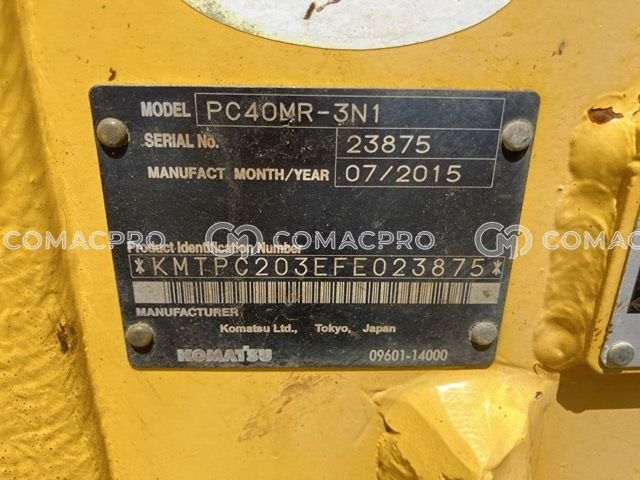 MODEL PC40MR-3N1
SERIAL No. 23875
MANUFACT. MONTH/YEAR 07/2015
COMACPRO COMACPRO COMACPRO
Product Identification Number
*KMTPC203EFE023875*
MANUFACTURER
Komatsu Ltd., Tokyo, Japan
KOMATSU 09601-14000